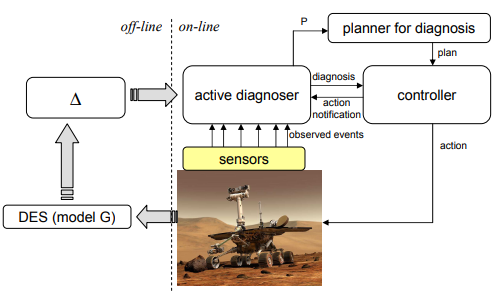 off-line
on-line
P
planner for diagnosis
plan
Δ
active diagnoser
diagnosis
action
notification
controller
observed events
sensors
action
DES (model G)